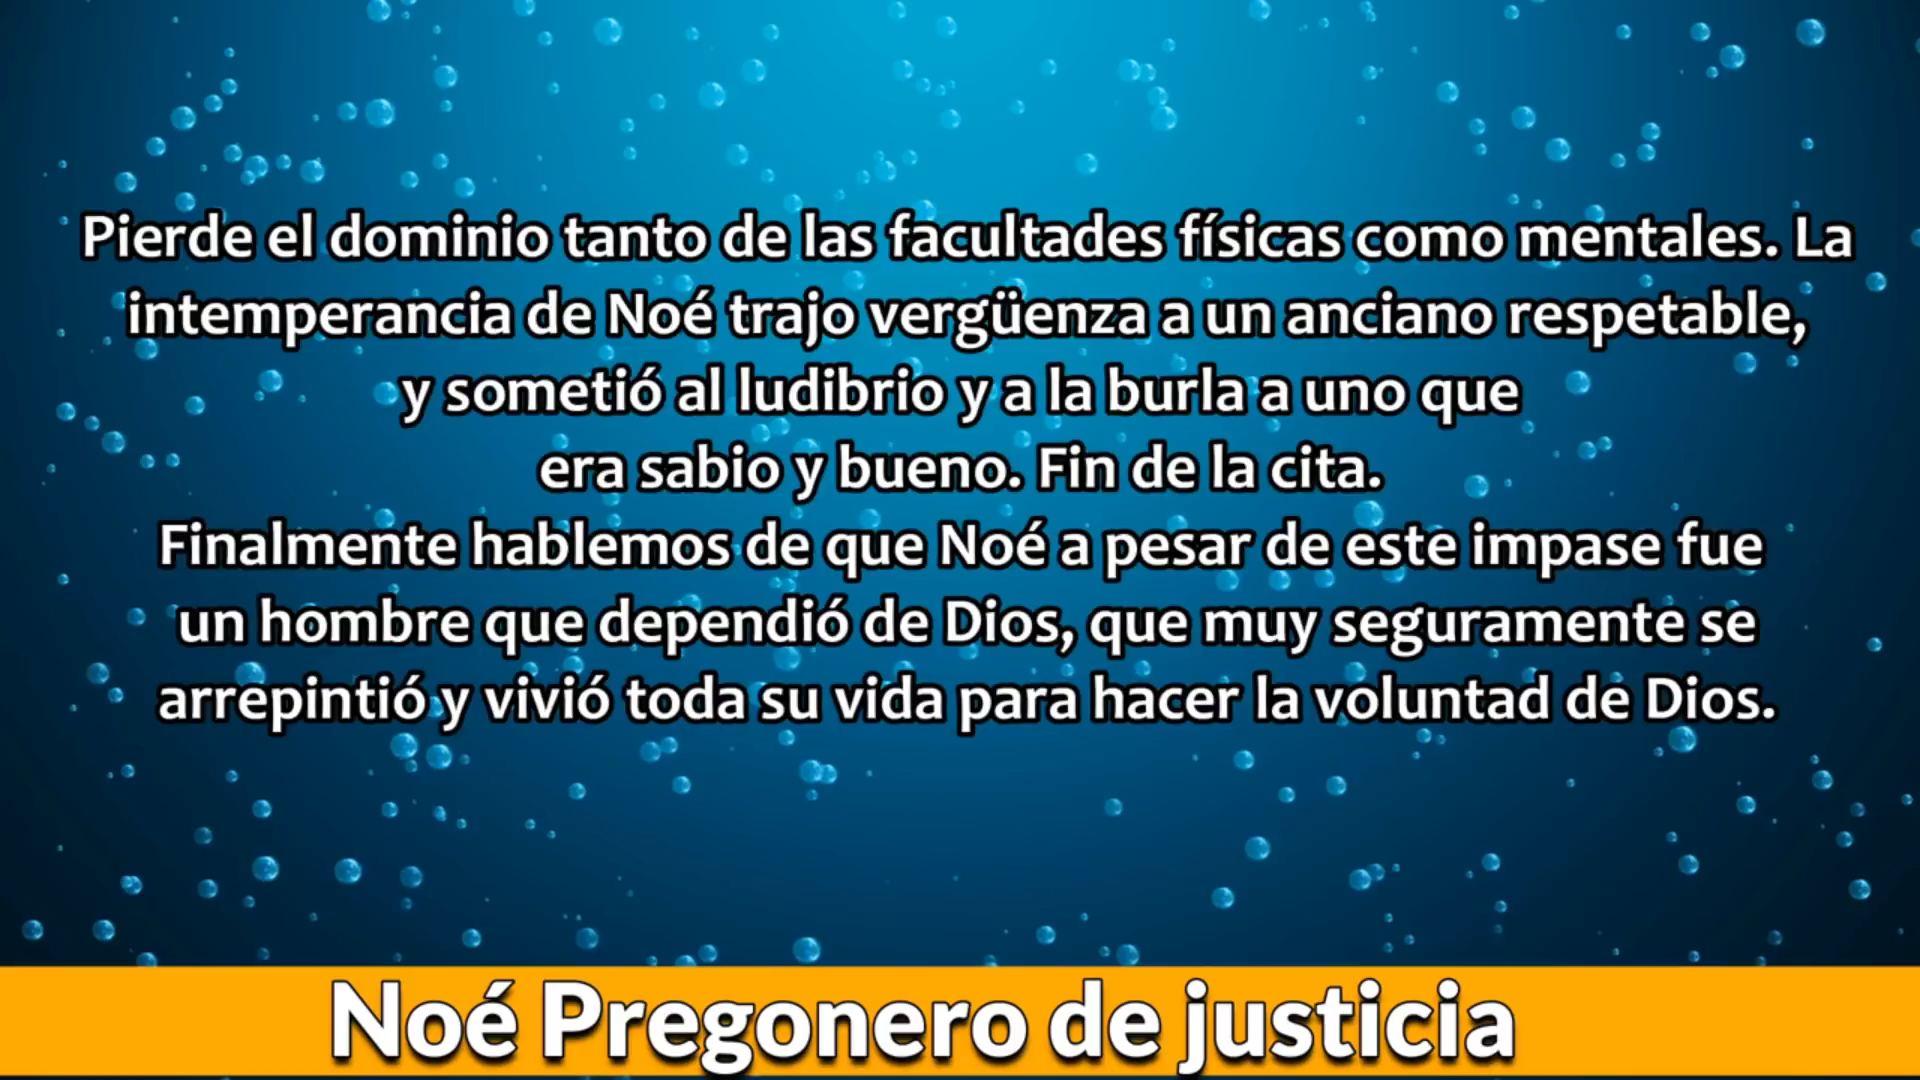 Pierde el dominio tanto de las facultades físicas como mentales. La
intemperancia de Noé trajo vergüenza a un anciano respetable,
y sometió al ludibrio y a la burla a uno que
era sabio y bueno. Fin de la cita.
Finalmente hablemos de que Noé a pesar de este impase fue
un hombre que dependió de Dios, que muy seguramente se
arrepintió y vivió toda su vida para hacer la voluntad de Dios.
Noé Pregonero de justicia